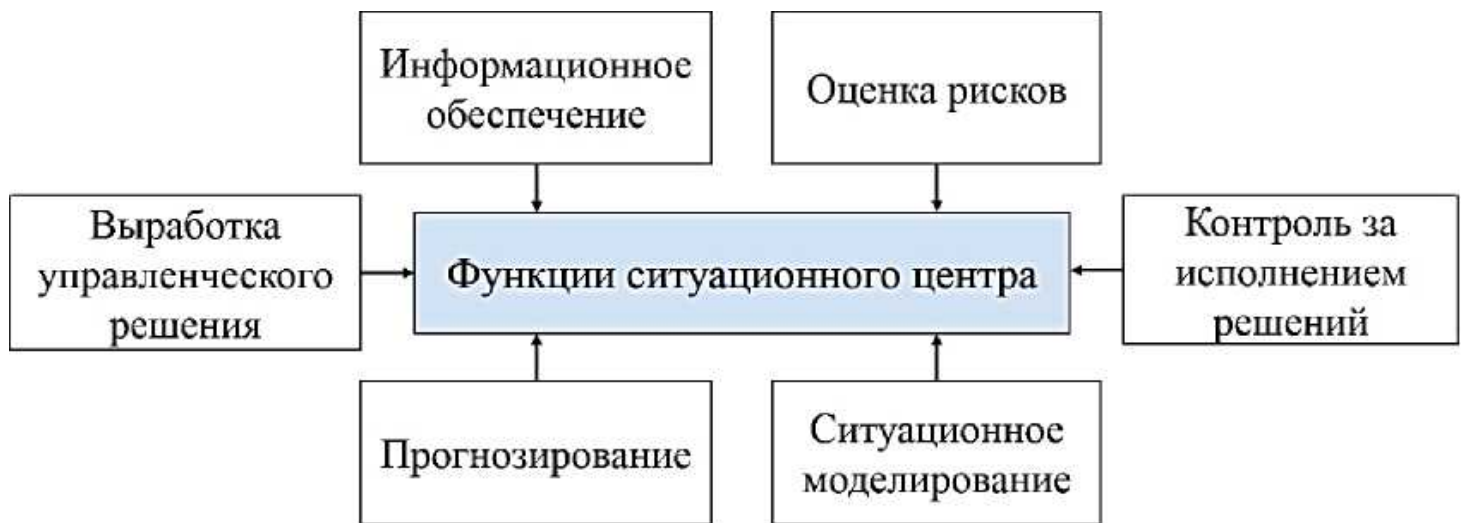 Информационное
обеспечение
Оценка рисков
Выработка
управленческого
решения
Функции ситуационного центра
Контроль за
исполнением
решений
Прогнозирование
Ситуационное
моделирование